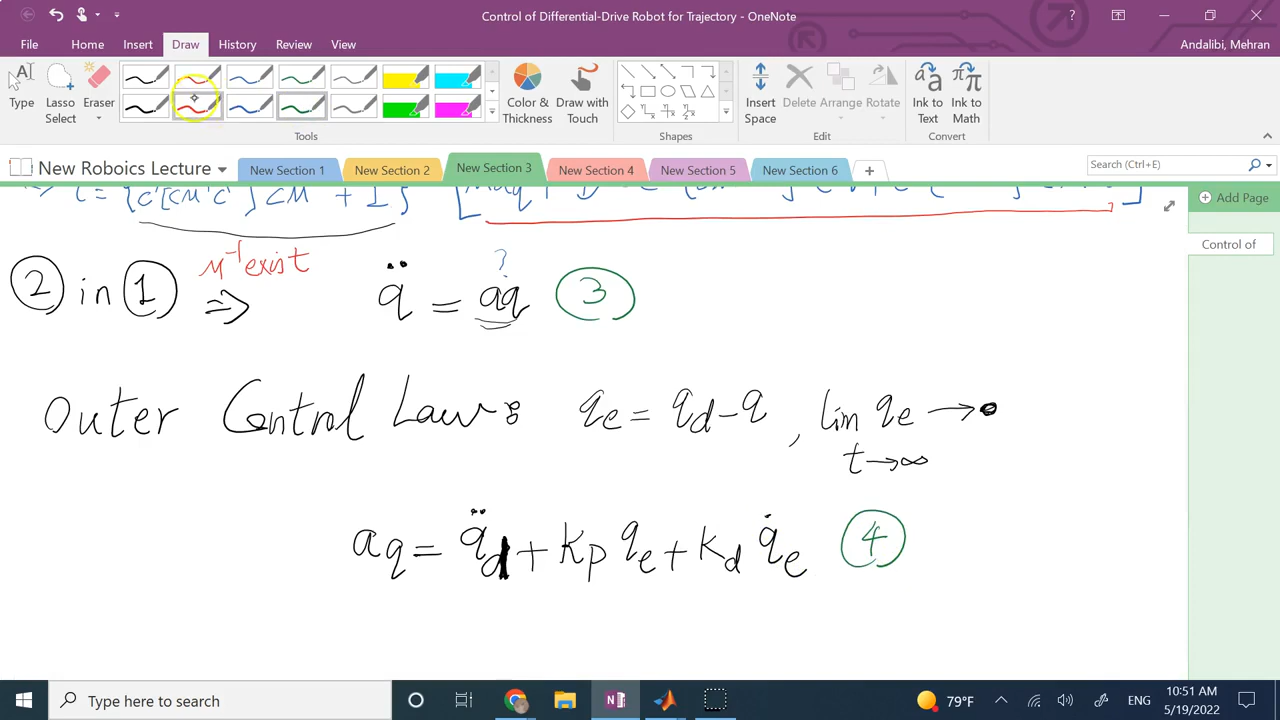 Control of Differential-Drive Robot for Trajectory - OneNote
Andalibi, Mehran
File Home Insert Draw History Review View
Type Lasso Select Eraser Color & Thickness Draw with Touch Insert Space Delete Arrange Rotate Ink to Text Ink to Math
Tools Shapes Edit Convert
New Roboics Lecture New Section 1 New Section 2 New Section 3 New Section 4 New Section 5 New Section 6 Search (Ctrl+E)
Add Page
Control of
M⁻¹ exist ?
② in ① => q̈ = aq ③
Outer Control Law: qe = qd - q , lim qe → 0
t → ∞
aq = q̈d + Kp qe + Kd q̇e ④
Type here to search 79°F ENG 10:51 AM
5/19/2022